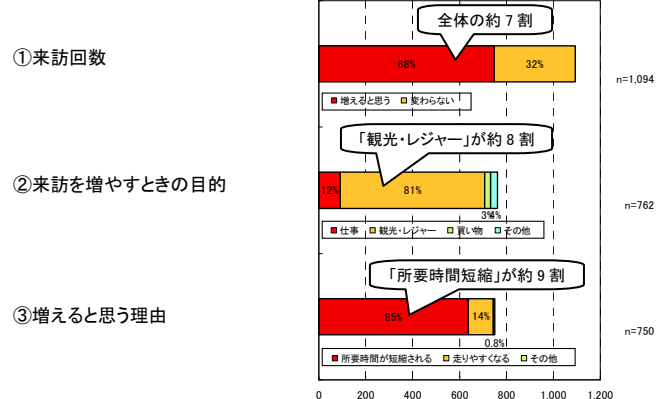 全体の約7割
①来訪回数
68%
32%
n=1,094
■増えると思う ■変わらない
「観光・レジャー」が約8割
②来訪を増やすときの目的
12%
81%
3%
4%
n=762
■仕事 ■観光・レジャー ■買い物 ■その他
「所要時間短縮」が約9割
③増えると思う理由
85%
14%
0.8%
n=750
■所要時間が短縮される ■走りやすくなる ■その他
0 200 400 600 800 1,000 1,200